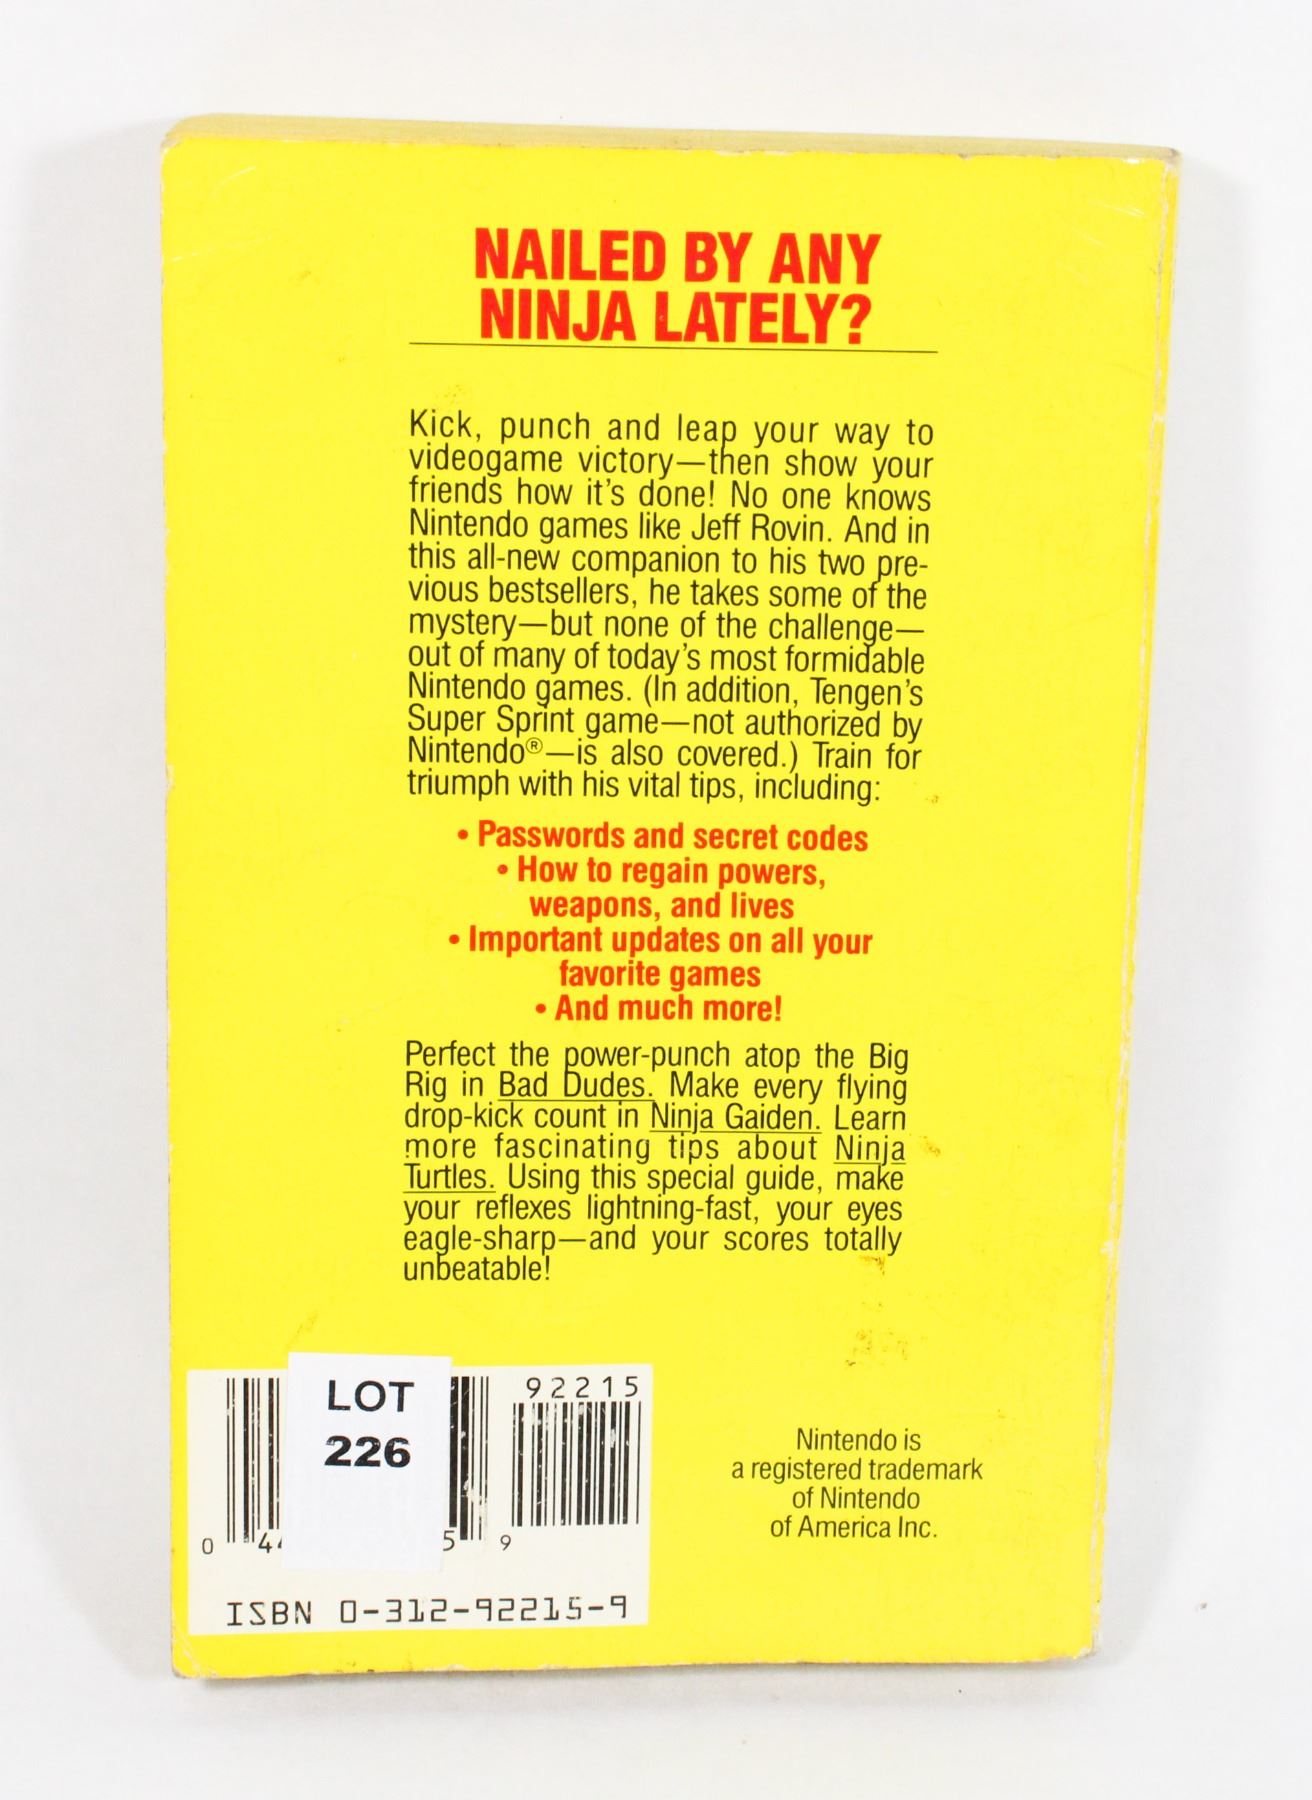 NAILED BY ANY
NINJA LATELY?
Kick, punch and leap your way to
videogame victory—then show your
friends how it's done! No one knows
Nintendo games like Jeff Rovin. And in
this all-new companion to his two pre-
vious bestsellers, he takes some of the
mystery—but none of the challenge—
out of many of today's most formidable
Nintendo games. (In addition, Tengen's
Super Sprint game—not authorized by
Nintendo®—is also covered.) Train for
triumph with his vital tips, including:
• Passwords and secret codes
• How to regain powers,
weapons, and lives
• Important updates on all your
favorite games
• And much more!
Perfect the power-punch atop the Big
Rig in Bad Dudes. Make every flying
drop-kick count in Ninja Gaiden. Learn
more fascinating tips about Ninja
Turtles. Using this special guide, make
your reflexes lightning-fast, your eyes
eagle-sharp—and your scores totally
unbeatable!
92215
LOT
226
0 4 5 9
ISBN 0-312-92215-9
Nintendo is
a registered trademark
of Nintendo
of America Inc.